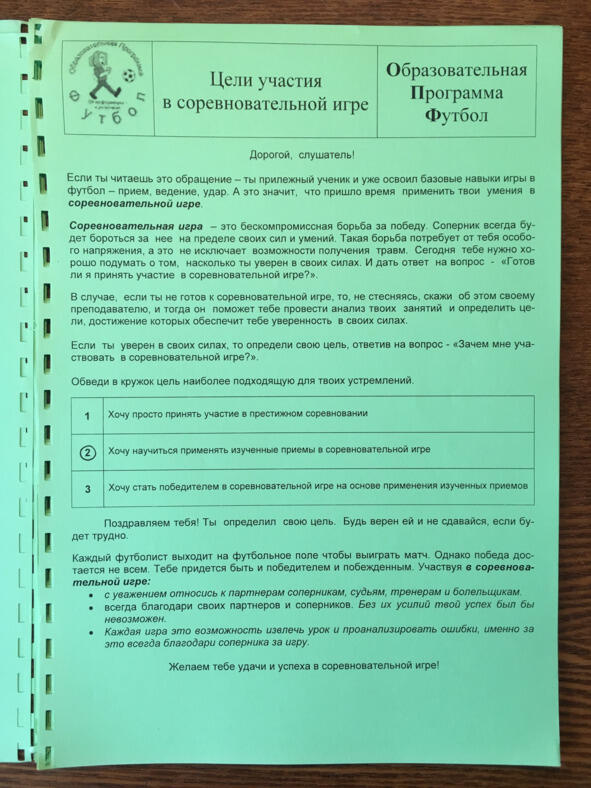 Образовательная Программа
Футбол
Цели участия
в соревновательной игре
Образовательная
Программа
Футбол
Дорогой, слушатель!
Если ты читаешь это обращение – ты прилежный ученик и уже освоил базовые навыки игры в
футбол – прием, ведение, удар. А это значит, что пришло время применить твои умения в
соревновательной игре.
Соревновательная игра – это бескомпромиссная борьба за победу. Соперник всегда бу-
дет бороться за нее на пределе своих сил и умений. Такая борьба потребует от тебя особо-
го напряжения, а это не исключает возможности получения травм. Сегодня тебе нужно хо-
рошо подумать о том, насколько ты уверен в своих силах. И дать ответ на вопрос - «Готов
ли я принять участие в соревновательной игре?».
В случае, если ты не готов к соревновательной игре, то, не стесняясь, скажи об этом своему
преподавателю, и тогда он поможет тебе провести анализ твоих занятий и определить це-
ли, достижение которых обеспечит тебе уверенность в своих силах.
Если ты уверен в своих силах, то определи свою цель, ответив на вопрос - «Зачем мне уча-
ствовать в соревновательной игре?».
Обведи в кружок цель наиболее подходящую для твоих устремлений.
1 Хочу просто принять участие в престижном соревновании
2 Хочу научиться применять изученные приемы в соревновательной игре
3 Хочу стать победителем в соревновательной игре на основе применения изученных приемов
Поздравляем тебя! Ты определил свою цель. Будь верен ей и не сдавайся, если бу-
дет трудно.
Каждый футболист выходит на футбольное поле чтобы выиграть матч. Однако победа дос-
тается не всем. Тебе придется быть и победителем и побежденным. Участвуя в соревнова-
тельной игре:
• с уважением относись к партнерам соперникам, судьям, тренерам и болельщикам.
• всегда благодари своих партнеров и соперников. Без их усилий твой успех был бы
невозможен.
• Каждая игра это возможность извлечь урок и проанализировать ошибки, именно за
это всегда благодари соперника за игру.
Желаем тебе удачи и успеха в соревновательной игре!